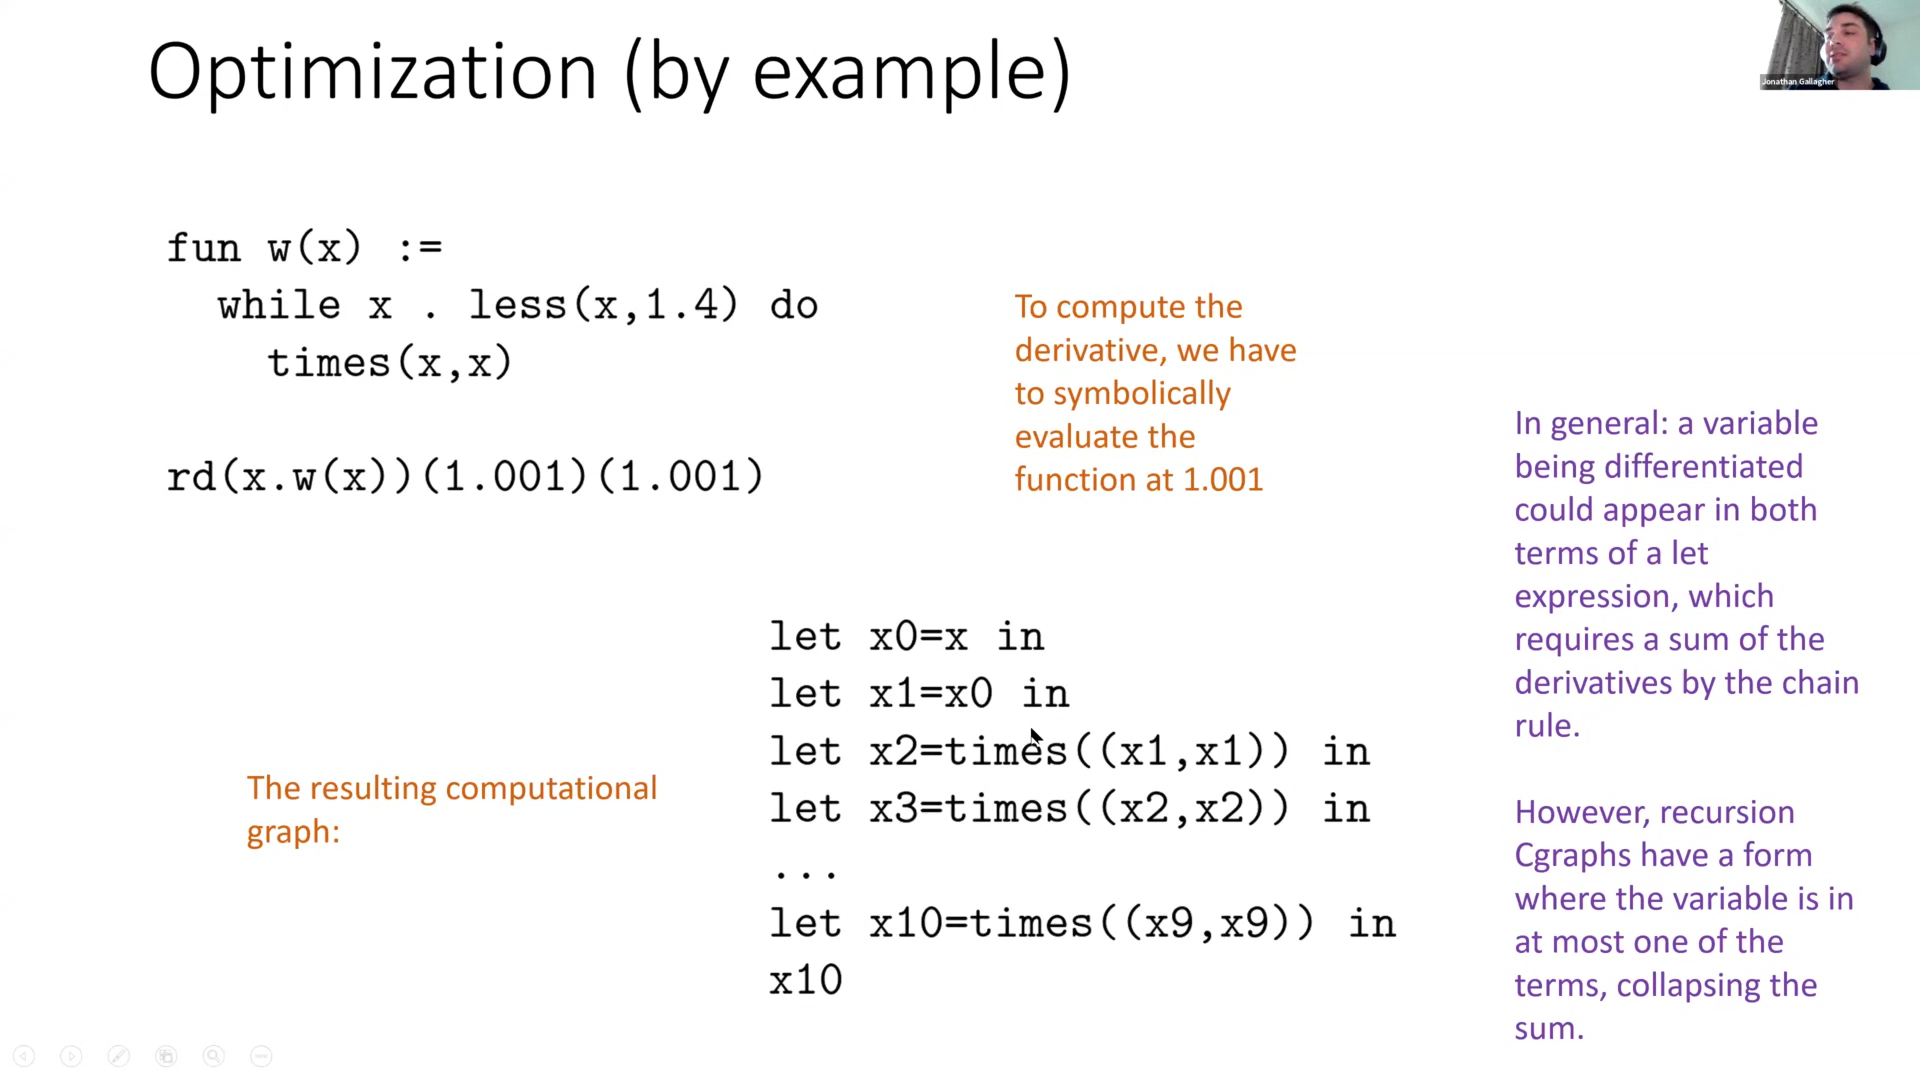 Optimization (by example)
Jonathan Gallagher
fun w(x) :=
while x . less(x,1.4) do
times(x,x)
rd(x.w(x))(1.001)(1.001)
To compute the
derivative, we have
to symbolically
evaluate the
function at 1.001
The resulting computational
graph:
let x0=x in
let x1=x0 in
let x2=times((x1,x1)) in
let x3=times((x2,x2)) in
...
let x10=times((x9,x9)) in
x10
In general: a variable
being differentiated
could appear in both
terms of a let
expression, which
requires a sum of the
derivatives by the chain
rule.
However, recursion
Cgraphs have a form
where the variable is in
at most one of the
terms, collapsing the
sum.